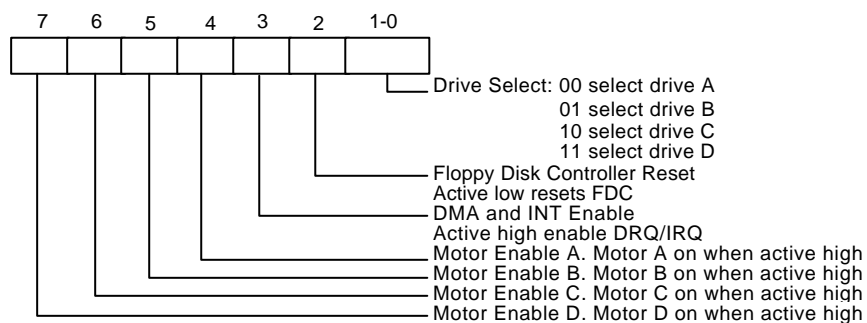 7 6 5 4 3 2 1-0
Drive Select: 00 select drive A
01 select drive B
10 select drive C
11 select drive D
Floppy Disk Controller Reset
Active low resets FDC
DMA and INT Enable
Active high enable DRQ/IRQ
Motor Enable A. Motor A on when active high
Motor Enable B. Motor B on when active high
Motor Enable C. Motor C on when active high
Motor Enable D. Motor D on when active high